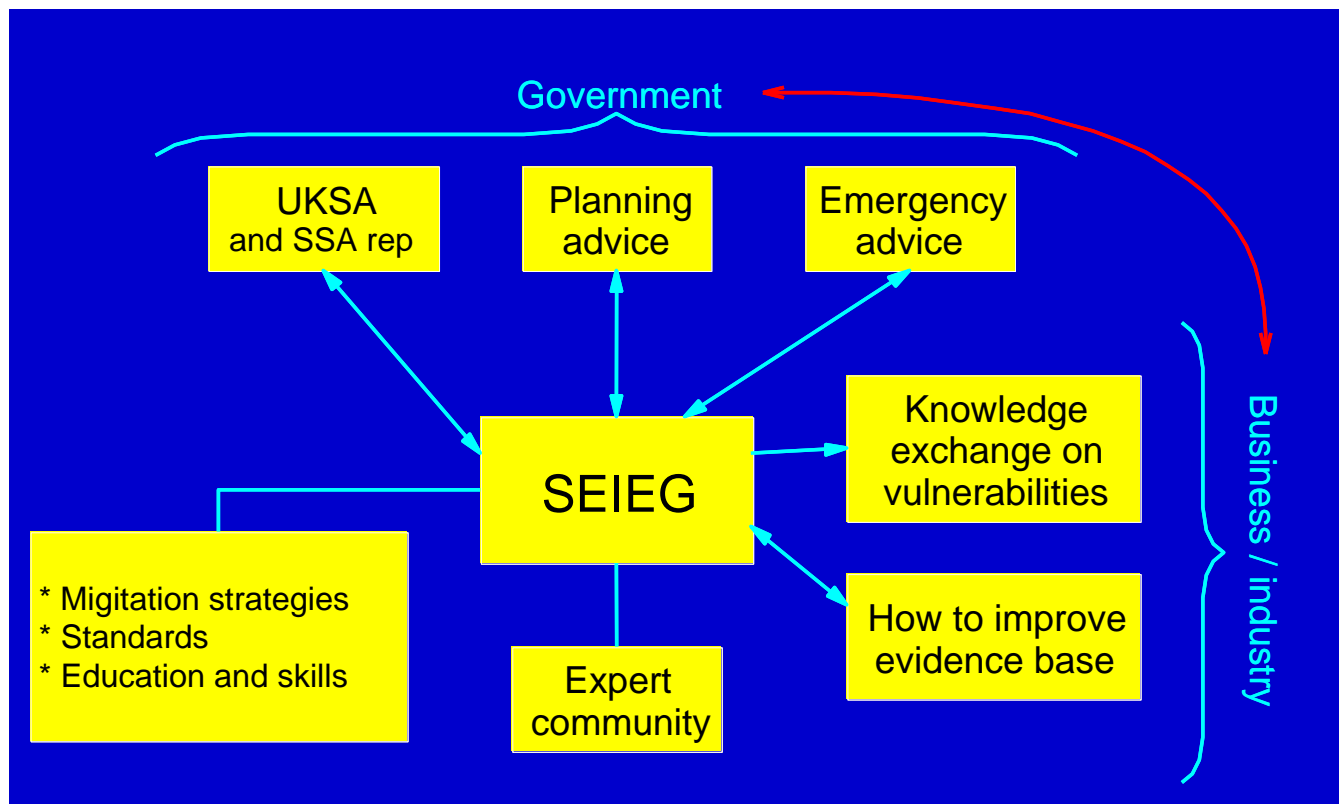 Government
UKSA
and SSA rep
Planning
advice
Emergency
advice
Knowledge
exchange on
vulnerabilities
SEIEG
Business / industry
* Migitation strategies
* Standards
* Education and skills
How to improve
evidence base
Expert
community